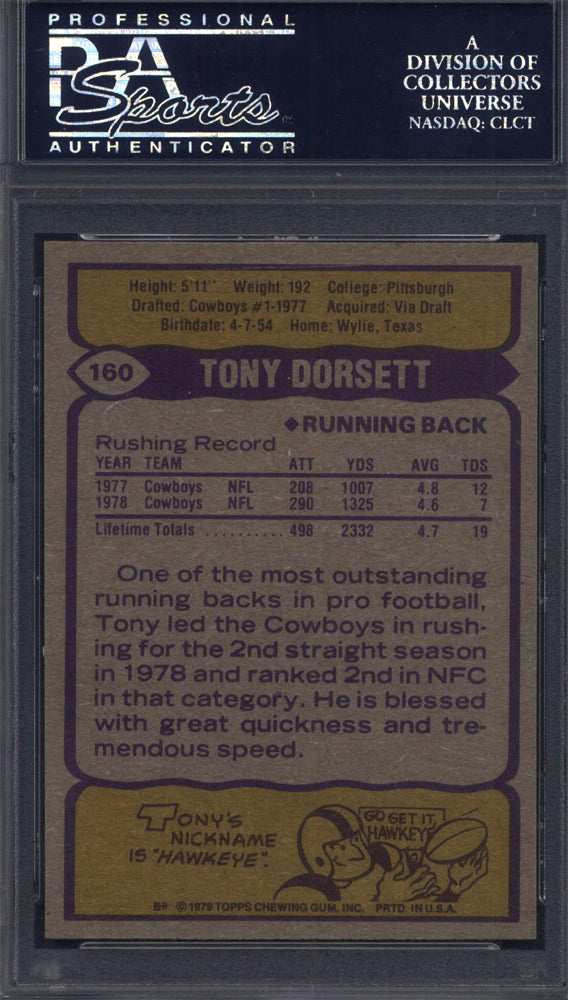 PROFESSIONAL
PSA
Sports
AUTHENTICATOR
A
DIVISION OF
COLLECTORS
UNIVERSE
NASDAQ: CLCT
Height: 5'11" Weight: 192 College: Pittsburgh
Drafted: Cowboys #1-1977 Acquired: Via Draft
Birthdate: 4-7-54 Home: Wylie, Texas
160 TONY DORSETT
◆RUNNING BACK
Rushing Record
YEAR TEAM ATT YDS AVG TDS
1977 Cowboys NFL 208 1007 4.8 12
1978 Cowboys NFL 290 1325 4.6 7
Lifetime Totals .......... 498 2332 4.7 19
One of the most outstanding
running backs in pro football,
Tony led the Cowboys in rush-
ing for the 2nd straight season
in 1978 and ranked 2nd in NFC
in that category. He is blessed
with great quickness and tre-
mendous speed.
TONY'S
NICKNAME
IS "HAWKEYE".
GO GET IT,
HAWKEYE
B* © 1979 TOPPS CHEWING GUM, INC. PRTD. IN U.S.A.